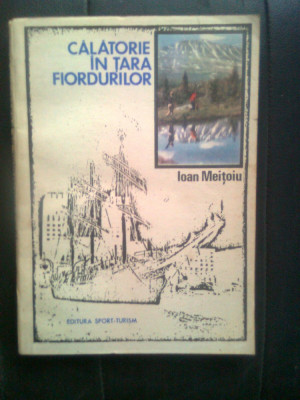 CĂLĂTORIE
ÎN ȚARA
FIORDURILOR
Ioan Meițoiu
EDITURA SPORT-TURISM